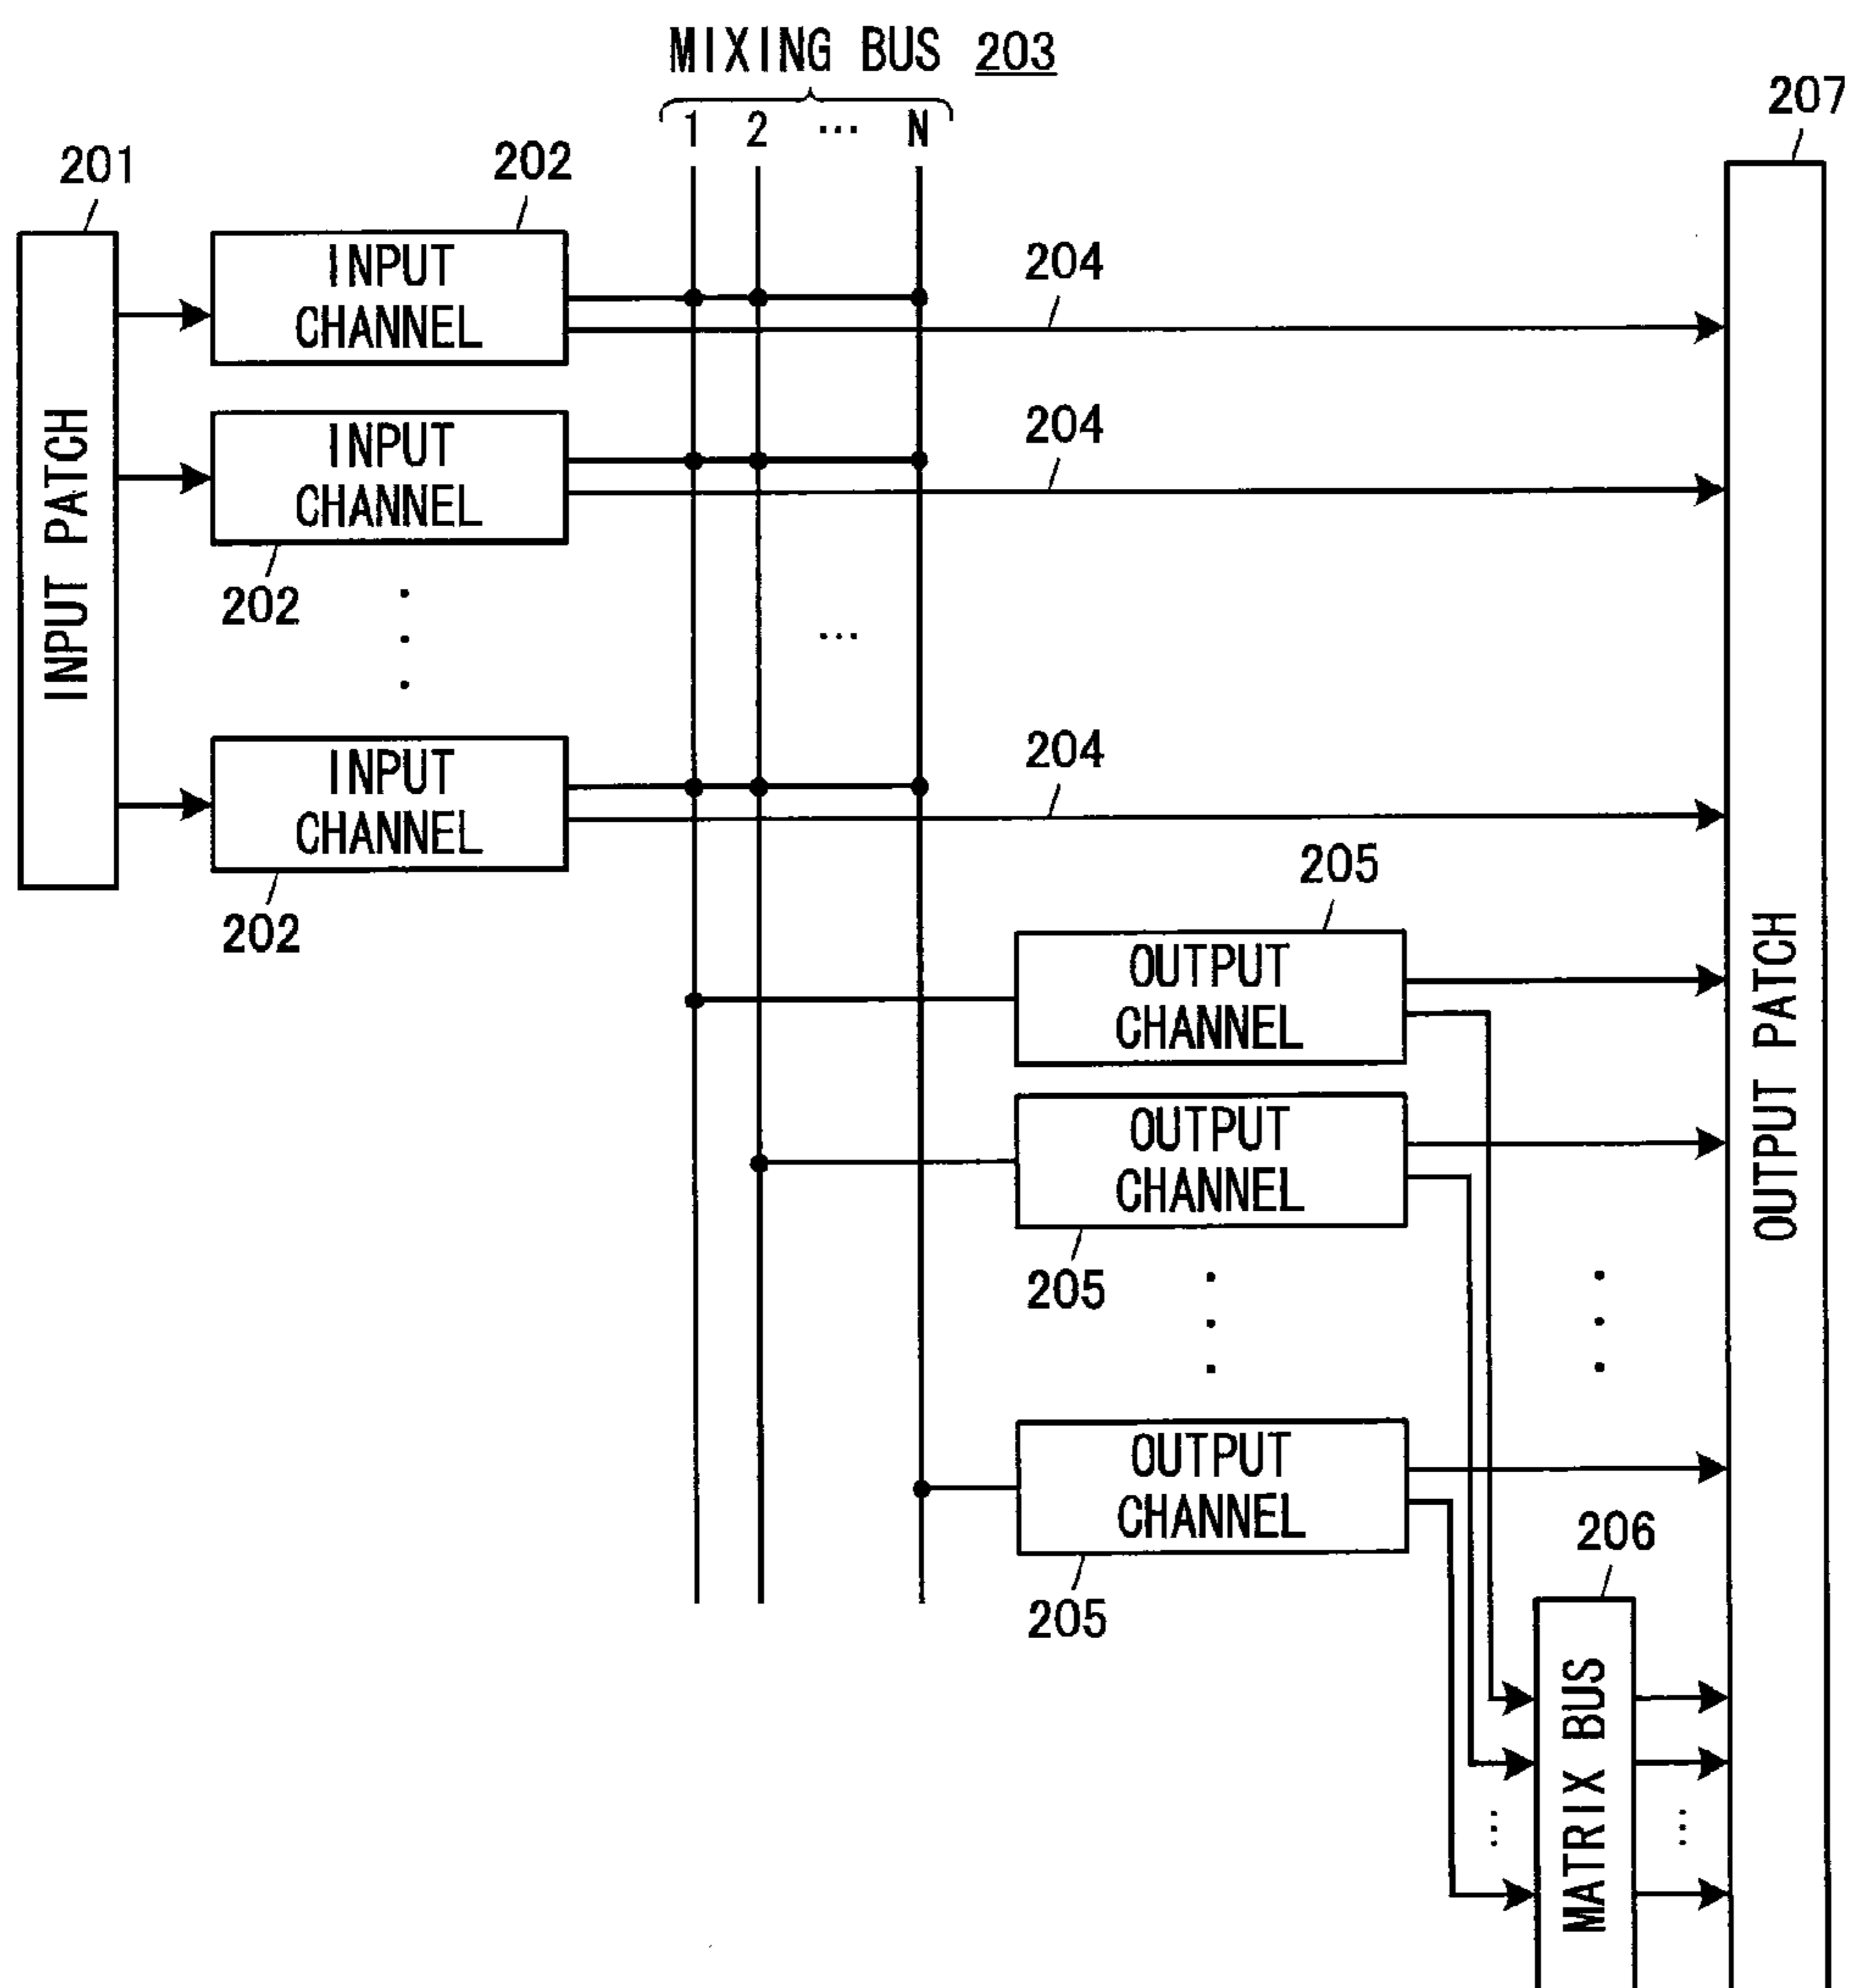 MIXING BUS 203
1 2 ... N
207
201
202
INPUT
CHANNEL
204
INPUT PATCH
INPUT
CHANNEL
204
202
...
INPUT
CHANNEL
204
202
205
OUTPUT
CHANNEL
OUTPUT PATCH
OUTPUT
CHANNEL
205
OUTPUT
CHANNEL
205
206
MATRIX BUS
...
...